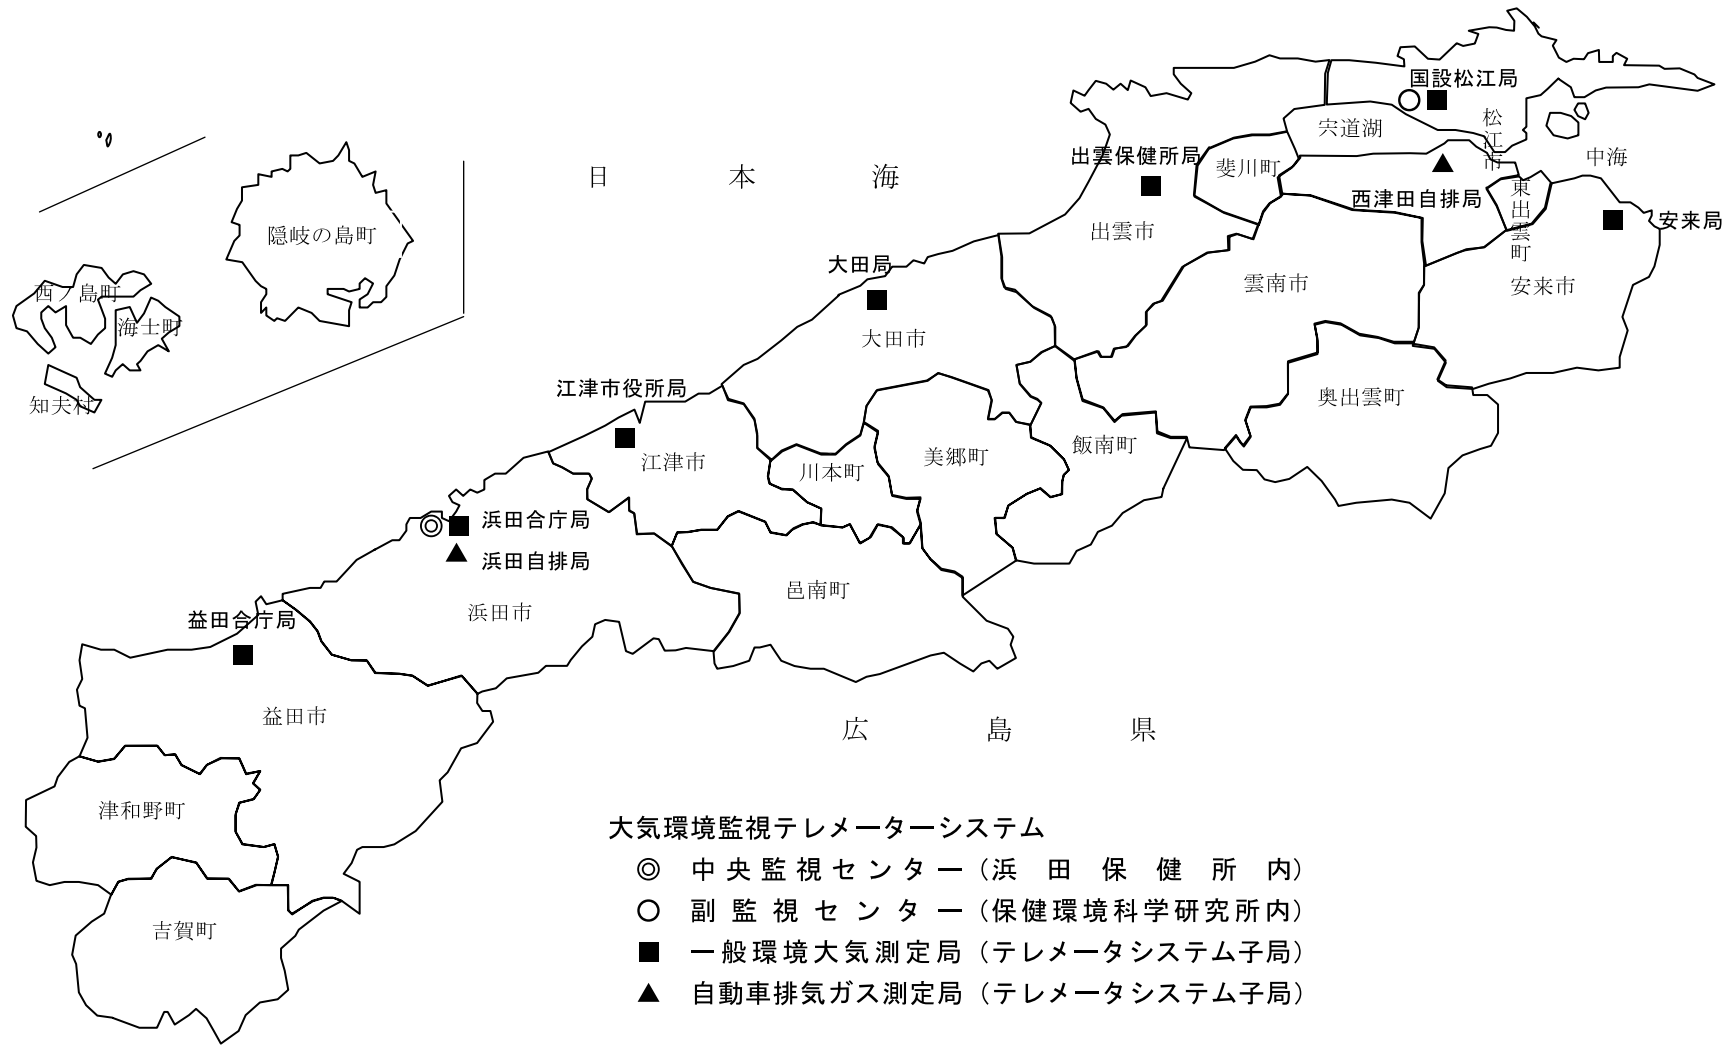 国設松江局
松江市
宍道湖
中海
出雲保健所局
斐川町
東出雲町
西津田自排局
安来局
日本海
隠岐の島町
出雲市
大田局
雲南市
安来市
西ノ島町
海士町
大田市
知夫村
江津市役所局
奥出雲町
飯南町
美郷町
江津市
川本町
浜田合庁局
浜田自排局
邑南町
浜田市
益田合庁局
益田市
広島県
津和野町
吉賀町
大気環境監視テレメーターシステム
◎ 中央監視センター（浜田保健所内）
○ 副監視センター（保健環境科学研究所内）
■ 一般環境大気測定局（テレメータシステム子局）
▲ 自動車排気ガス測定局（テレメータシステム子局）